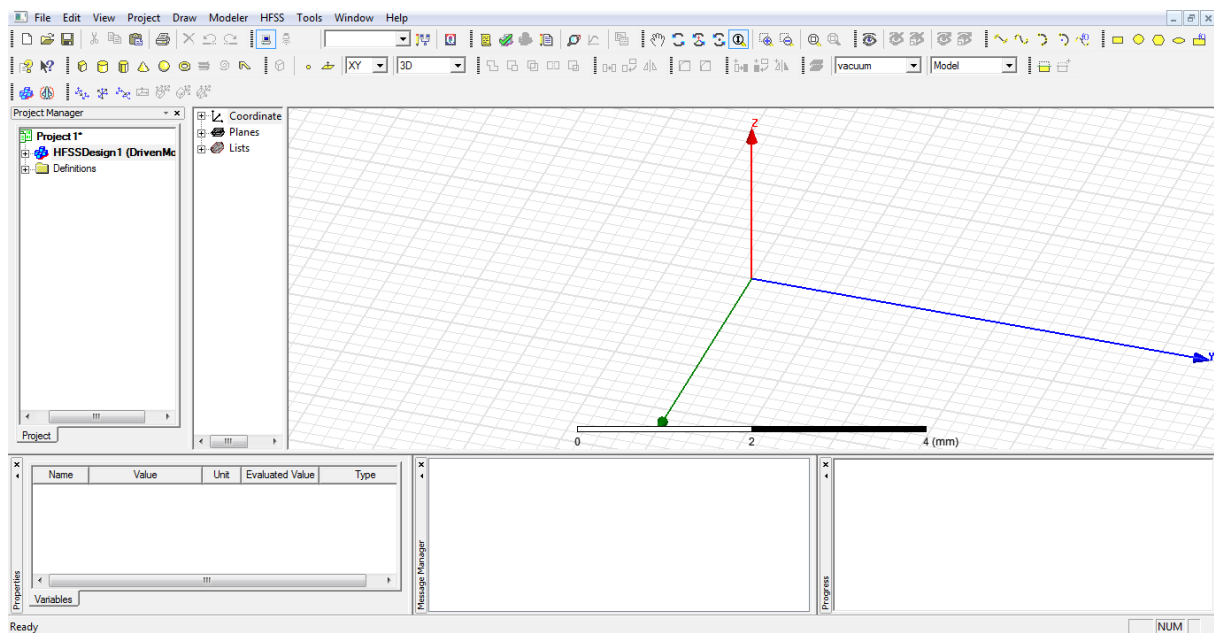 File Edit View Project Draw Modeler HFSS Tools Window Help
XY 3D vacuum Model
Project Manager
Project1*
HFSSDesign1 (DrivenMo
Definitions
Project
Coordinate
Planes
Lists
Z
Y
0 2 4 (mm)
Name Value Unit Evaluated Value Type
Variables
Properties
Message Manager
Progress
Ready NUM